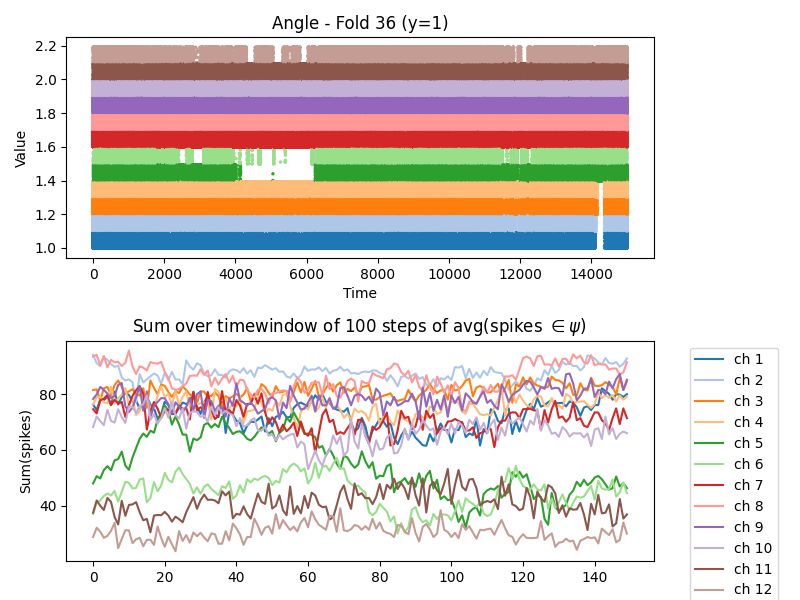 Angle - Fold 36 (y=1)
Value
2.2
2.0
1.8
1.6
1.4
1.2
1.0
0 2000 4000 6000 8000 10000 12000 14000
Time
Sum over timewindow of 100 steps of avg(spikes ∈ ψ)
Sum(spikes)
80
60
40
0 20 40 60 80 100 120 140
ch 1
ch 2
ch 3
ch 4
ch 5
ch 6
ch 7
ch 8
ch 9
ch 10
ch 11
ch 12